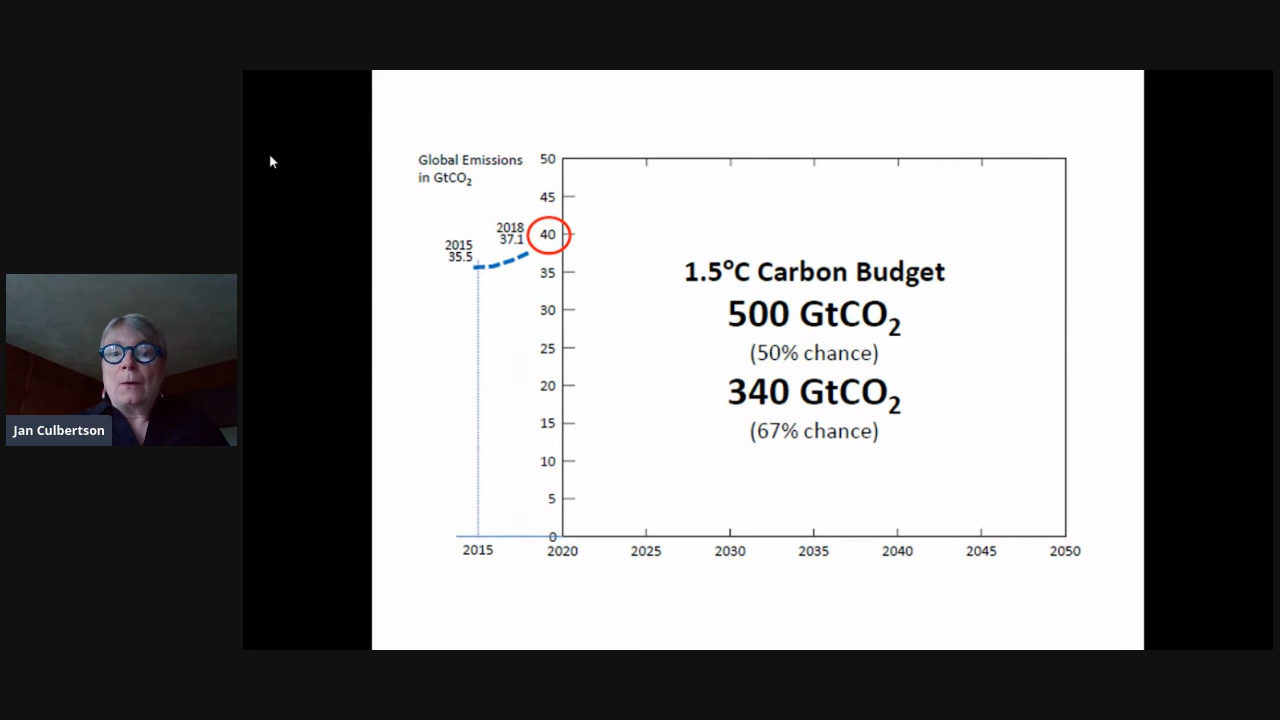 Global Emissions
in GtCO₂
50
45
40
35
30
25
20
15
10
5
0
2018
37.1
2015
35.5
1.5°C Carbon Budget
500 GtCO₂
(50% chance)
340 GtCO₂
(67% chance)
2015
2020
2025
2030
2035
2040
2045
2050
Jan Culbertson